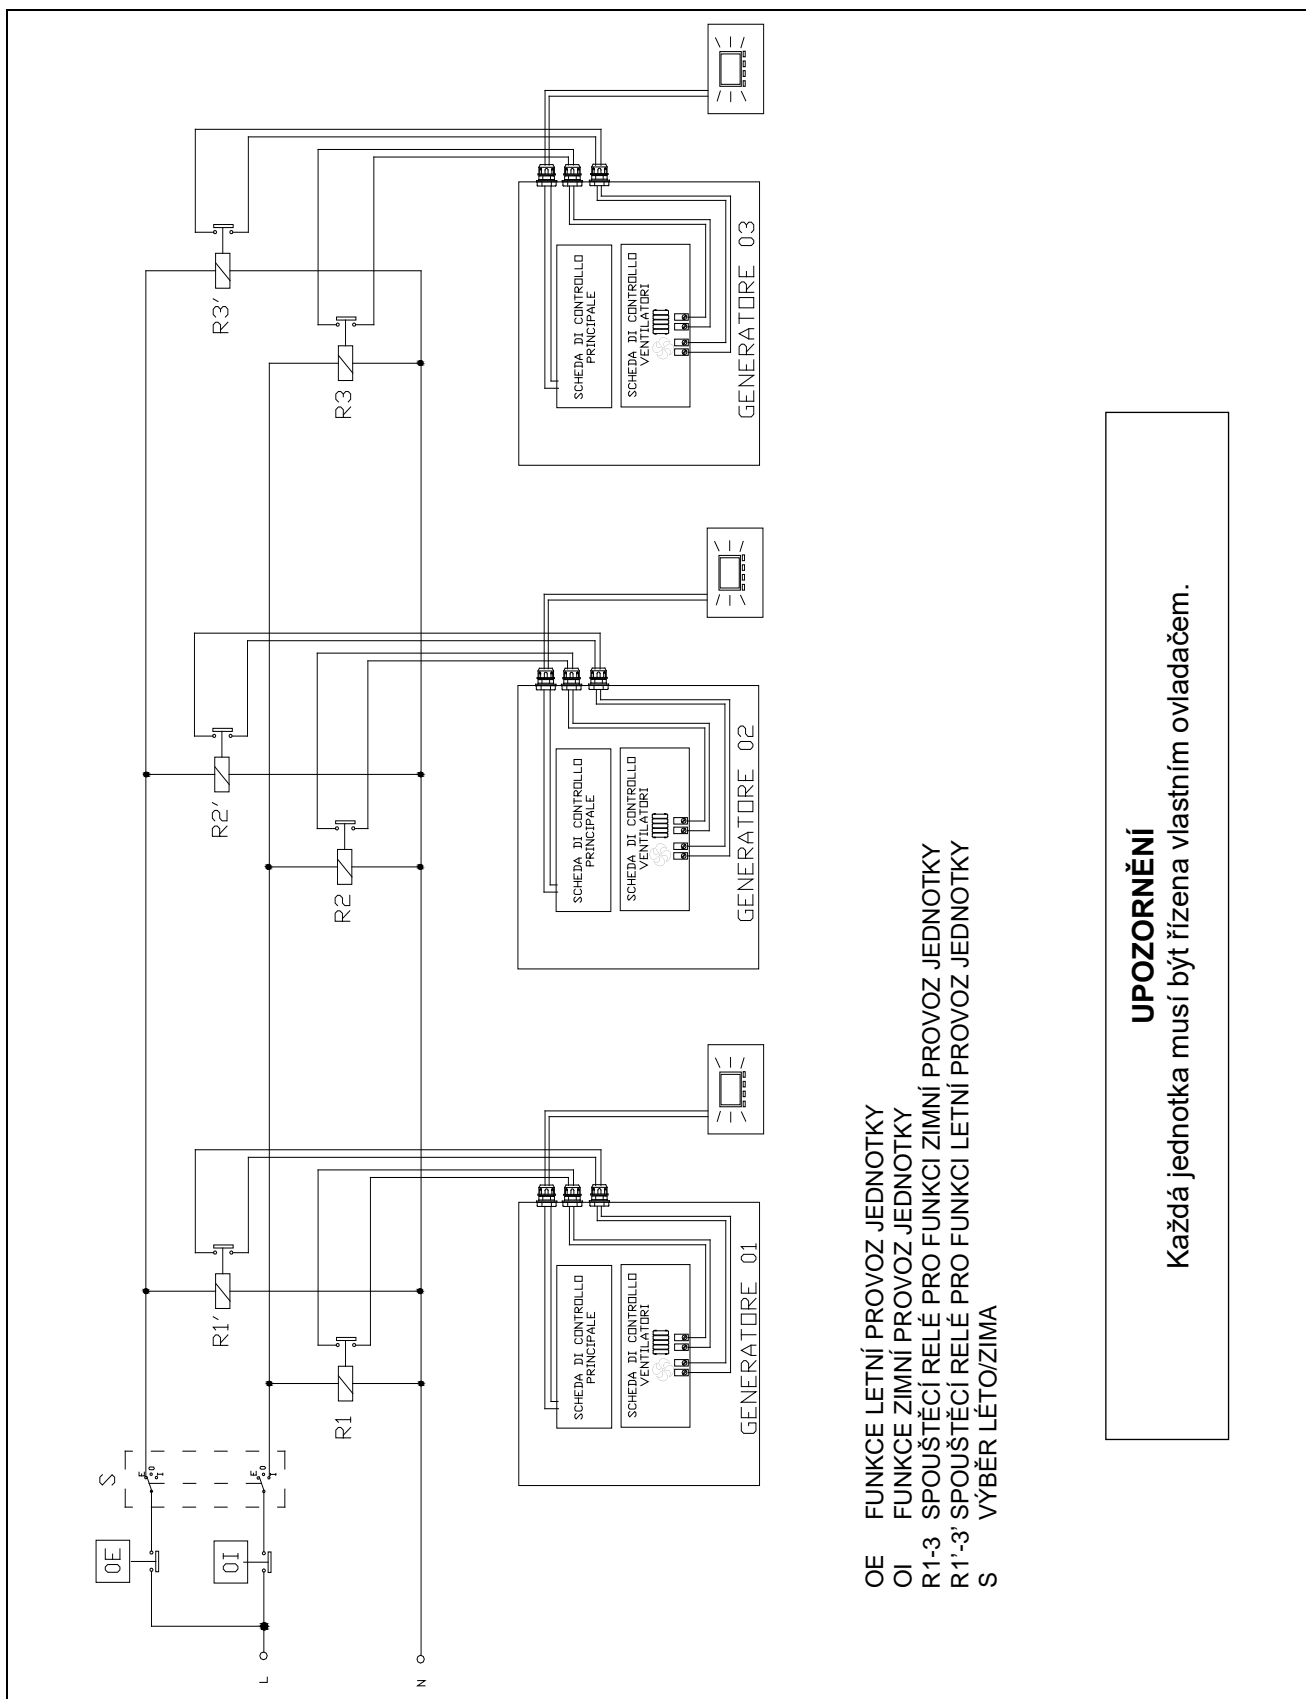 L
N
OE
OI
S
E
O
I
E
O
I
R1
R1'
R2
R2'
R3
R3'
SCHEDA DI CONTROLLO
PRINCIPALE
SCHEDA DI CONTROLLO
VENTILATORI
GENERATORE 01
SCHEDA DI CONTROLLO
PRINCIPALE
SCHEDA DI CONTROLLO
VENTILATORI
GENERATORE 02
SCHEDA DI CONTROLLO
PRINCIPALE
SCHEDA DI CONTROLLO
VENTILATORI
GENERATORE 03
OE FUNKCE LETNÍ PROVOZ JEDNOTKY
OI FUNKCE ZIMNÍ PROVOZ JEDNOTKY
R1-3 SPOUŠTĚCÍ RELÉ PRO FUNKCI ZIMNÍ PROVOZ JEDNOTKY
R1'-3' SPOUŠTĚCÍ RELÉ PRO FUNKCI LETNÍ PROVOZ JEDNOTKY
S VÝBĚR LÉTO/ZIMA
UPOZORNĚNÍ
Každá jednotka musí být řízena vlastním ovladačem.